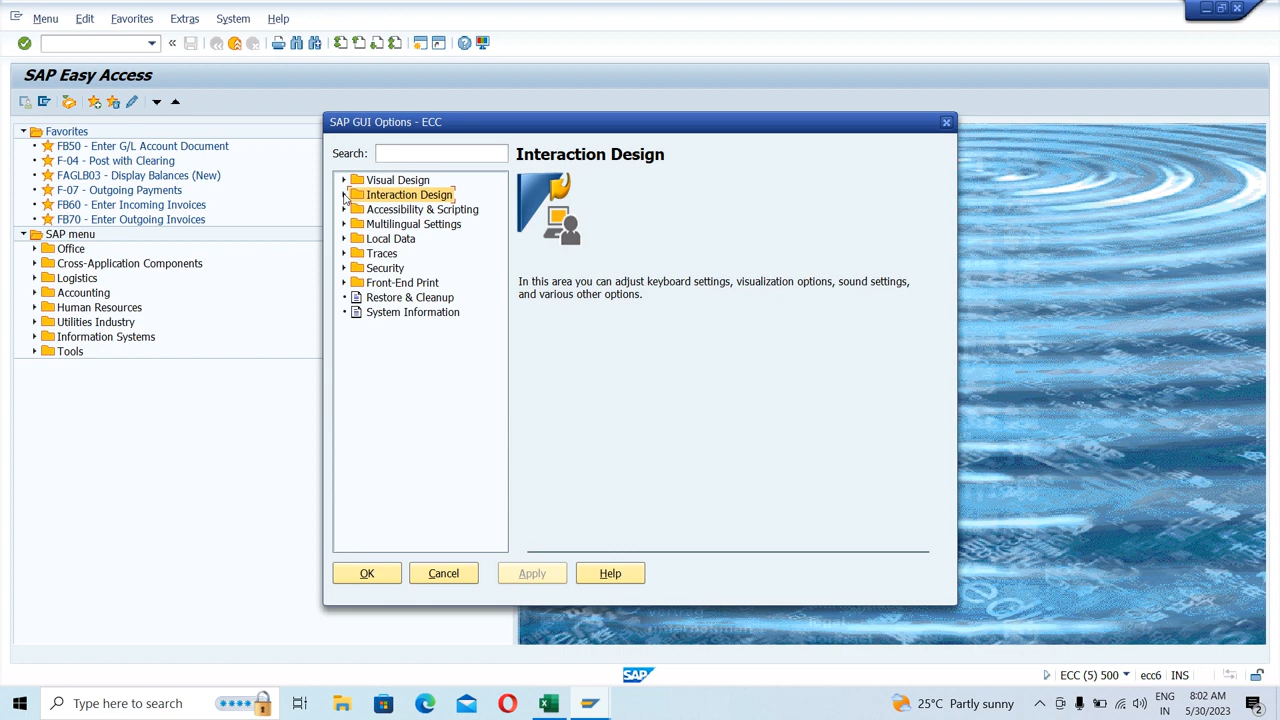 Menu Edit Favorites Extras System Help
SAP Easy Access
Favorites
FB50 - Enter G/L Account Document
F-04 - Post with Clearing
FAGLB03 - Display Balances (New)
F-07 - Outgoing Payments
FB60 - Enter Incoming Invoices
FB70 - Enter Outgoing Invoices
SAP menu
Office
Cross-Application Components
Logistics
Accounting
Human Resources
Utilities Industry
Information Systems
Tools
SAP GUI Options - ECC
Search:
Visual Design
Interaction Design
Accessibility & Scripting
Multilingual Settings
Local Data
Traces
Security
Front-End Print
Restore & Cleanup
System Information
Interaction Design
In this area you can adjust keyboard settings, visualization options, sound settings,
and various other options.
OK Cancel Apply Help
SAP
ECC (5) 500 ecc6 INS
Type here to search
25°C Partly sunny
ENG
IN
8:02 AM
5/30/2023
2